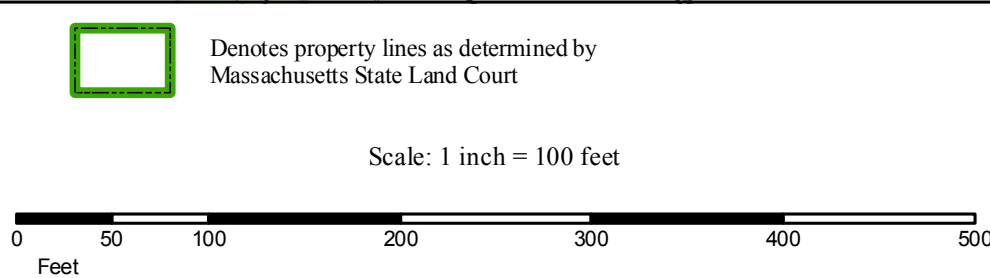 Denotes property lines as determined by
Massachusetts State Land Court
Scale: 1 inch = 100 feet
0 50 100 200 300 400 500
Feet